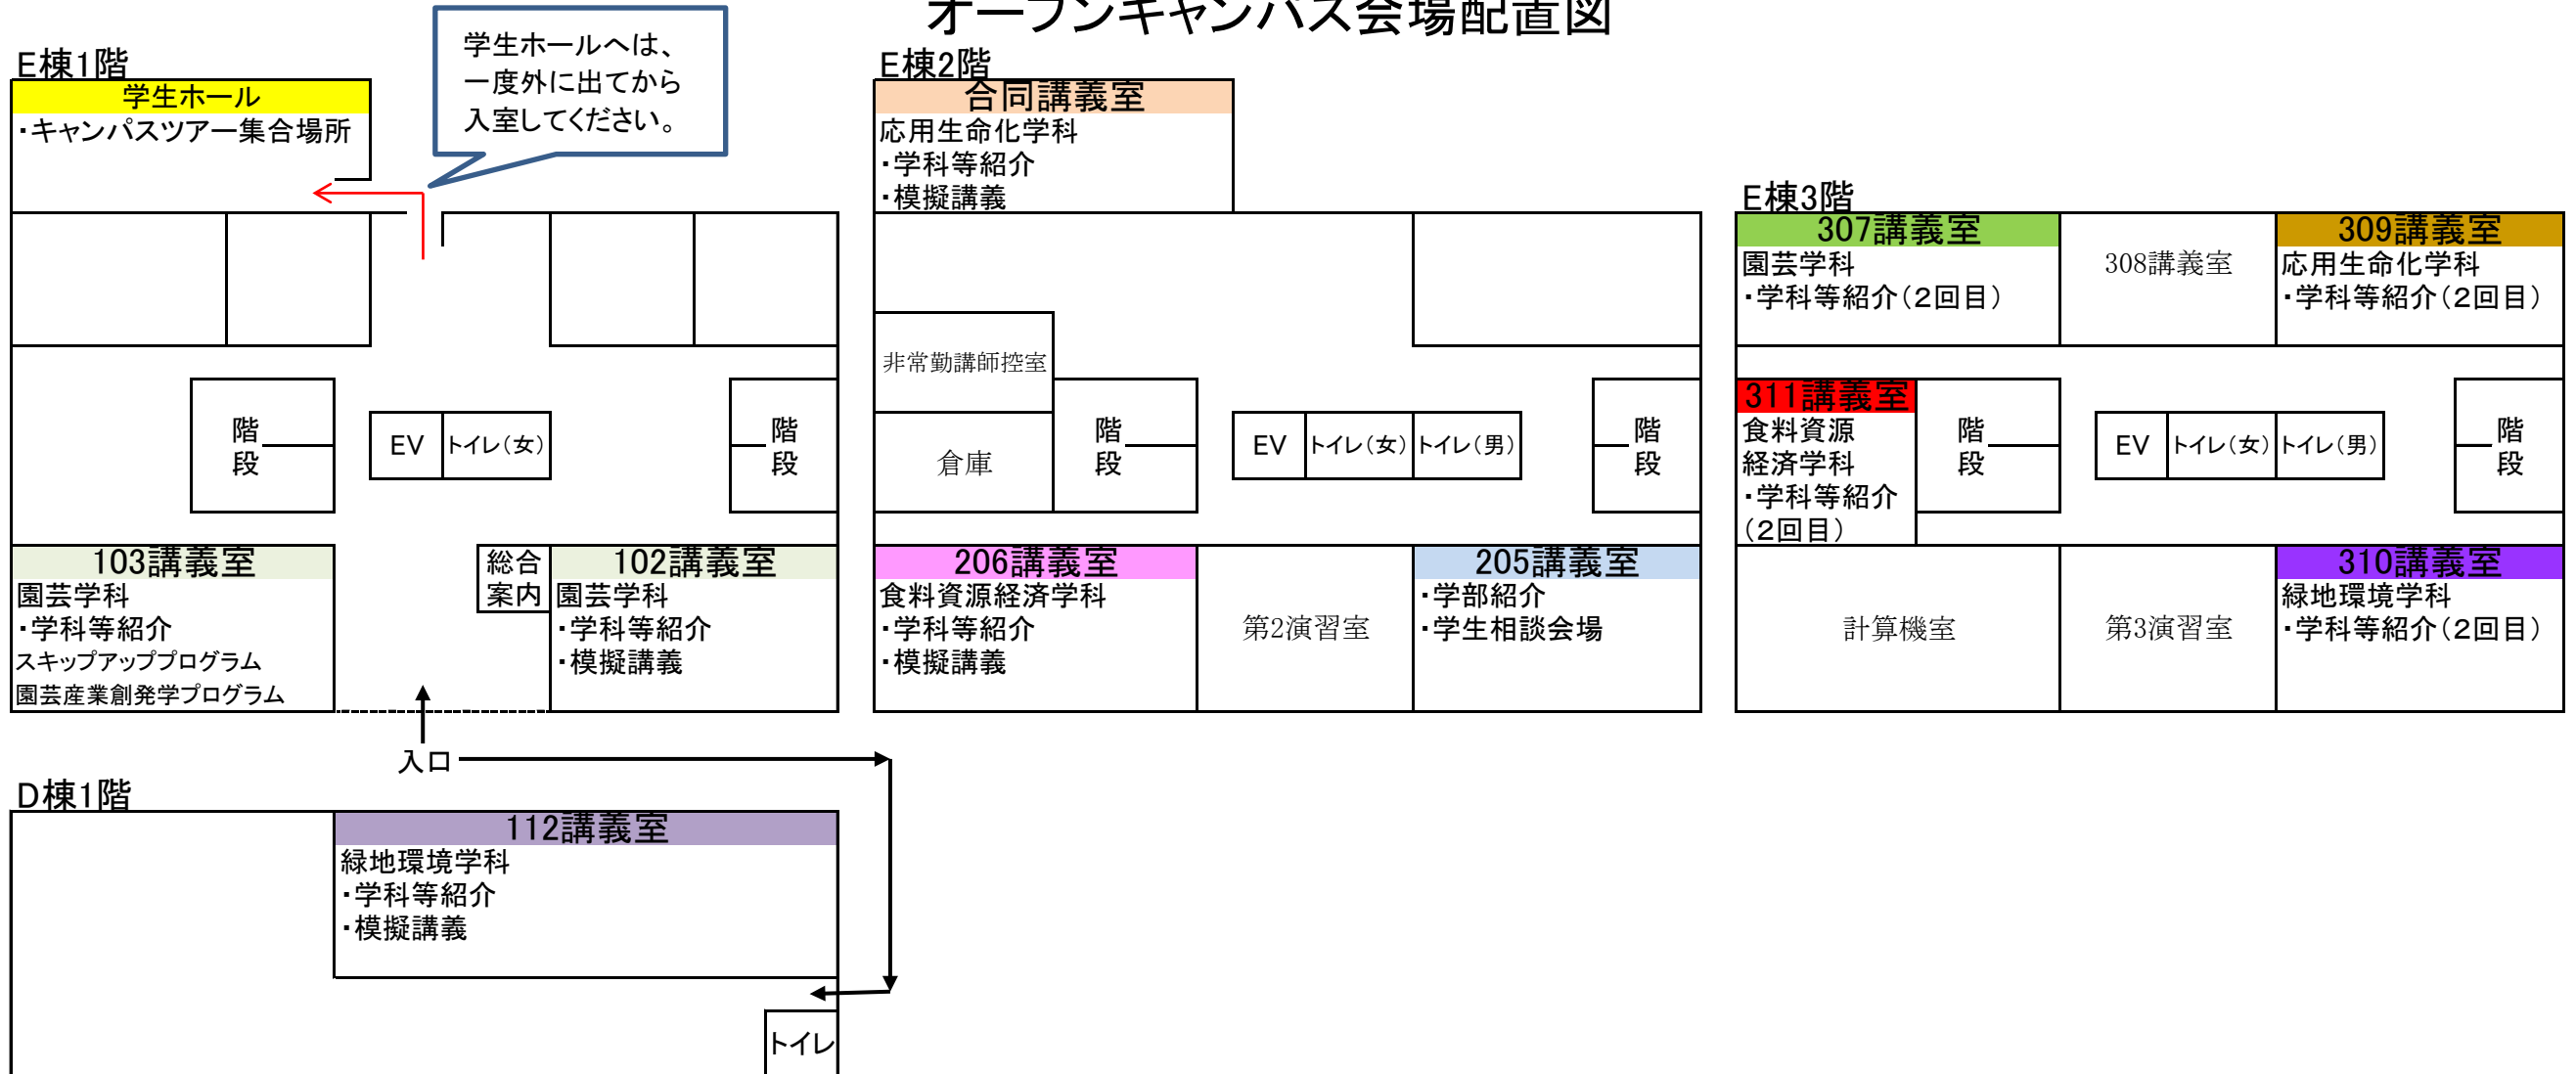 オープンキャンパス会場配置図
学生ホールへは、
一度外に出てから
入室してください。
E棟1階
学生ホール
・キャンパスツアー集合場所
階
段
EV
トイレ(女)
階
段
103講義室
園芸学科
・学科等紹介
スキップアッププログラム
園芸産業創発学プログラム
総合
案内
102講義室
園芸学科
・学科等紹介
・模擬講義
入口
E棟2階
合同講義室
応用生命化学科
・学科等紹介
・模擬講義
非常勤講師控室
倉庫
階
段
EV
トイレ(女)
トイレ(男)
階
段
206講義室
食料資源経済学科
・学科等紹介
・模擬講義
第2演習室
205講義室
・学部紹介
・学生相談会場
E棟3階
307講義室
園芸学科
・学科等紹介(2回目)
308講義室
309講義室
応用生命化学科
・学科等紹介(2回目)
311講義室
食料資源
経済学科
・学科等紹介
(2回目)
階
段
EV
トイレ(女)
トイレ(男)
階
段
計算機室
第3演習室
310講義室
緑地環境学科
・学科等紹介(2回目)
D棟1階
112講義室
緑地環境学科
・学科等紹介
・模擬講義
トイレ